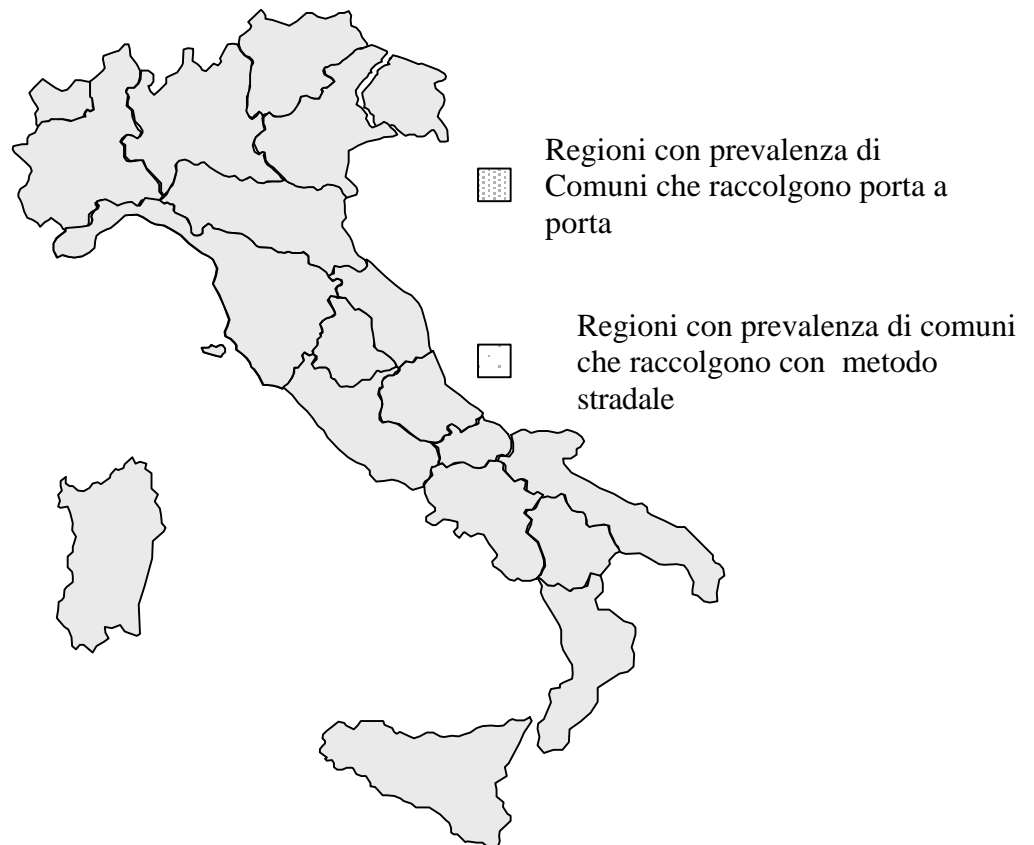 Regioni con prevalenza di
Comuni che raccolgono porta a
porta
Regioni con prevalenza di comuni
che raccolgono con metodo
stradale